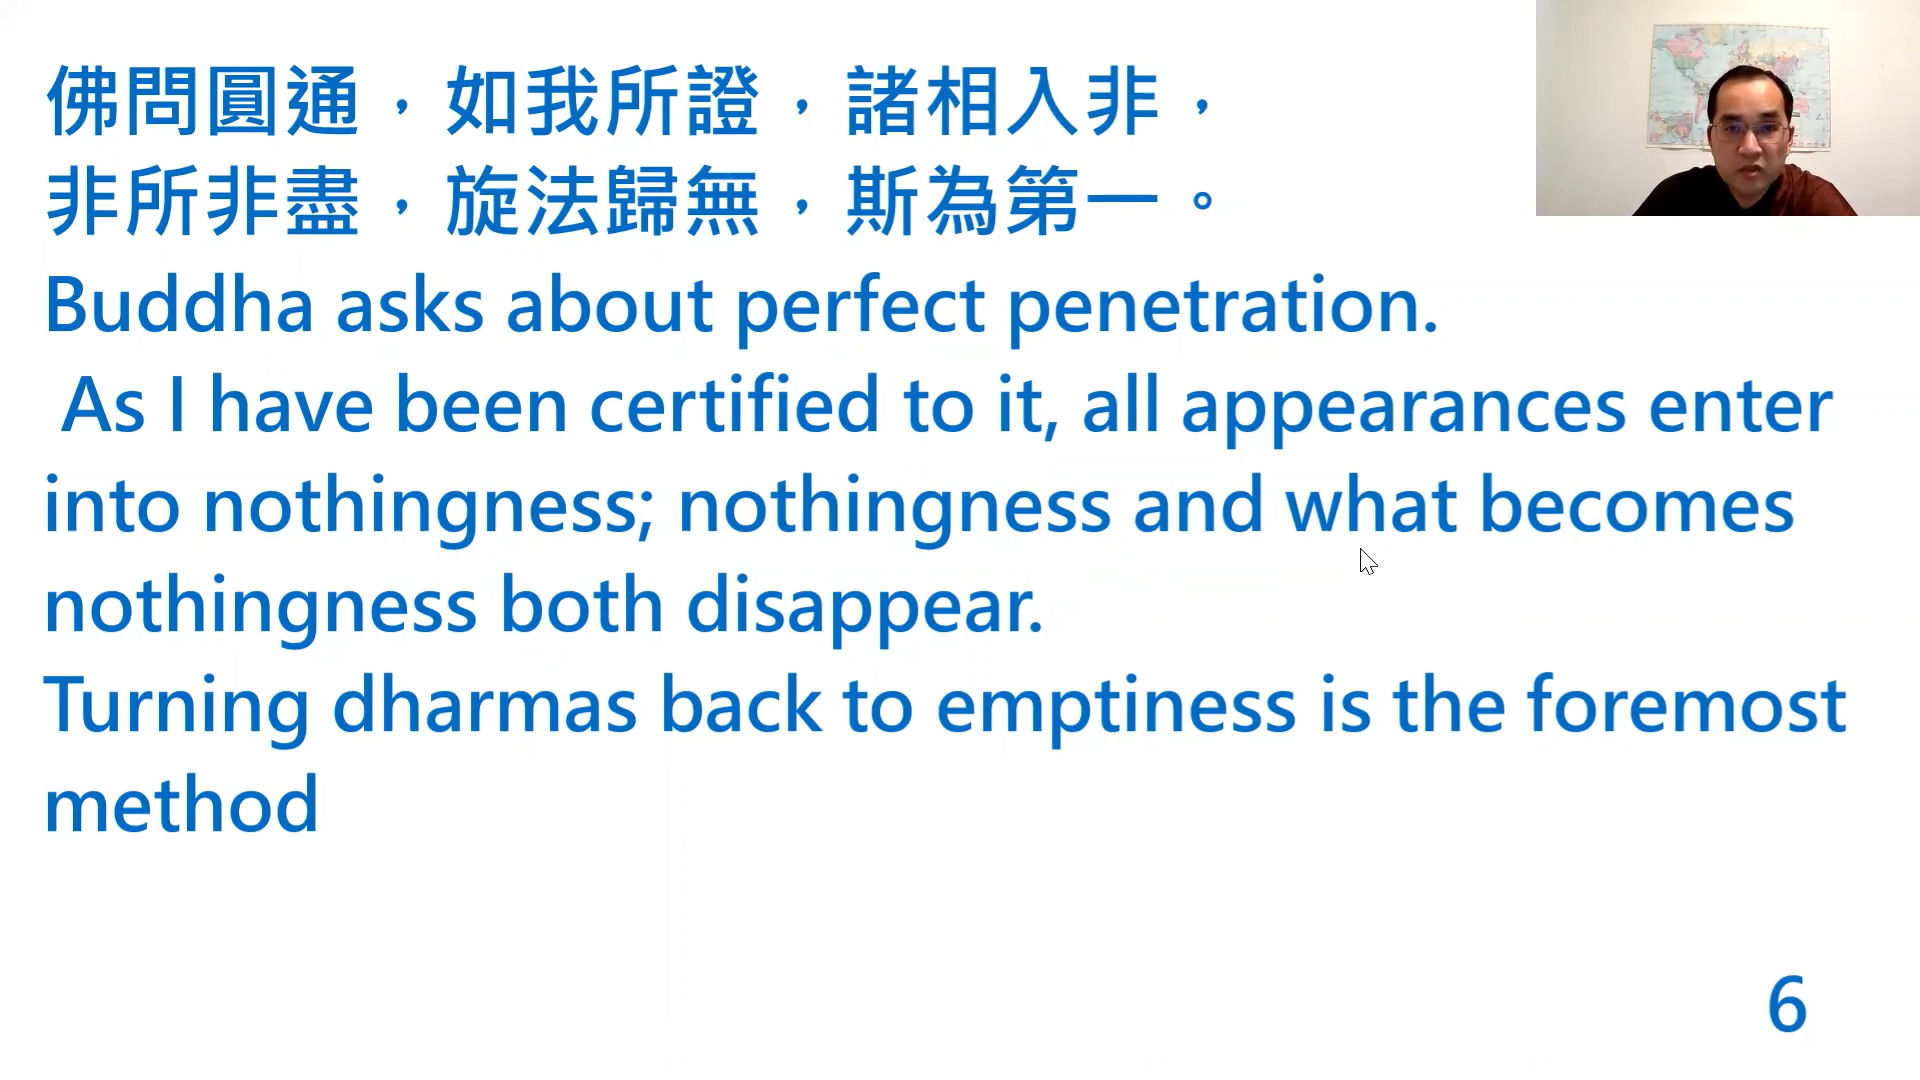 佛問圓通，如我所證，諸相入非，
非所非盡，旋法歸無，斯為第一。
Buddha asks about perfect penetration.
As I have been certified to it, all appearances enter
into nothingness; nothingness and what becomes
nothingness both disappear.
Turning dharmas back to emptiness is the foremost
method
6